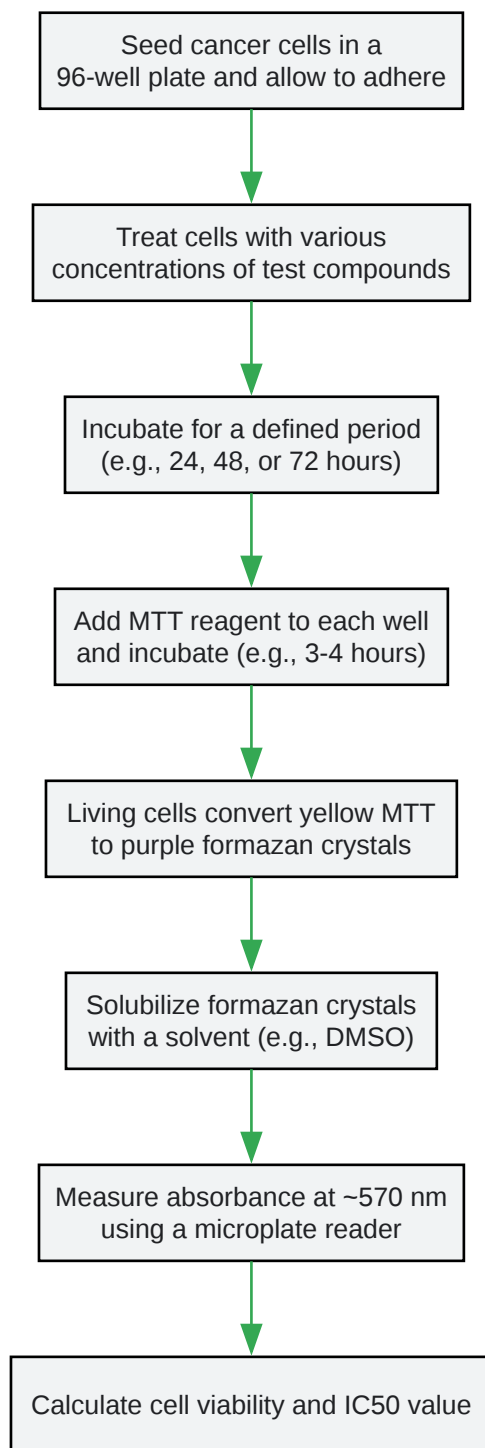 Seed cancer cells in a
96-well plate and allow to adhere
Treat cells with various
concentrations of test compounds
Incubate for a defined period
(e.g., 24, 48, or 72 hours)
Add MTT reagent to each well
and incubate (e.g., 3-4 hours)
Living cells convert yellow MTT
to purple formazan crystals
Solubilize formazan crystals
with a solvent (e.g., DMSO)
Measure absorbance at ~570 nm
using a microplate reader
Calculate cell viability and IC50 value